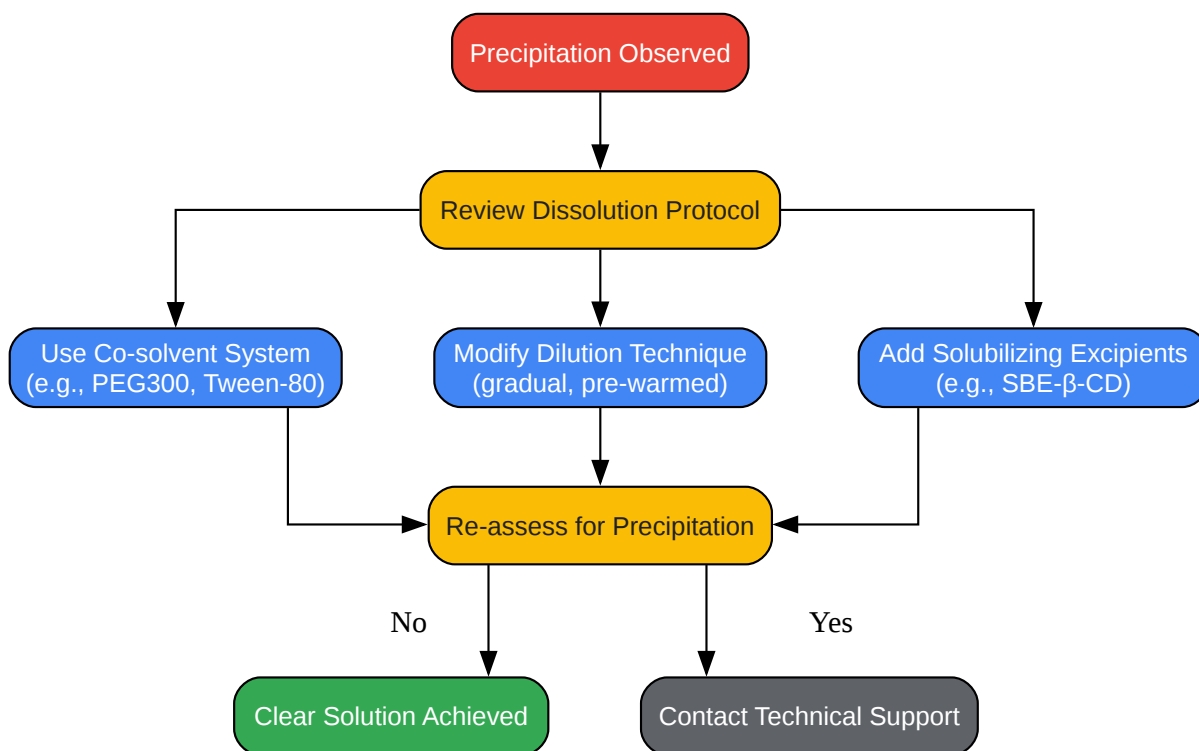 Precipitation Observed
Review Dissolution Protocol
Use Co-solvent System
(e.g., PEG300, Tween-80)
Modify Dilution Technique
(gradual, pre-warmed)
Add Solubilizing Excipients
(e.g., SBE-β-CD)
Re-assess for Precipitation
No
Yes
Clear Solution Achieved
Contact Technical Support